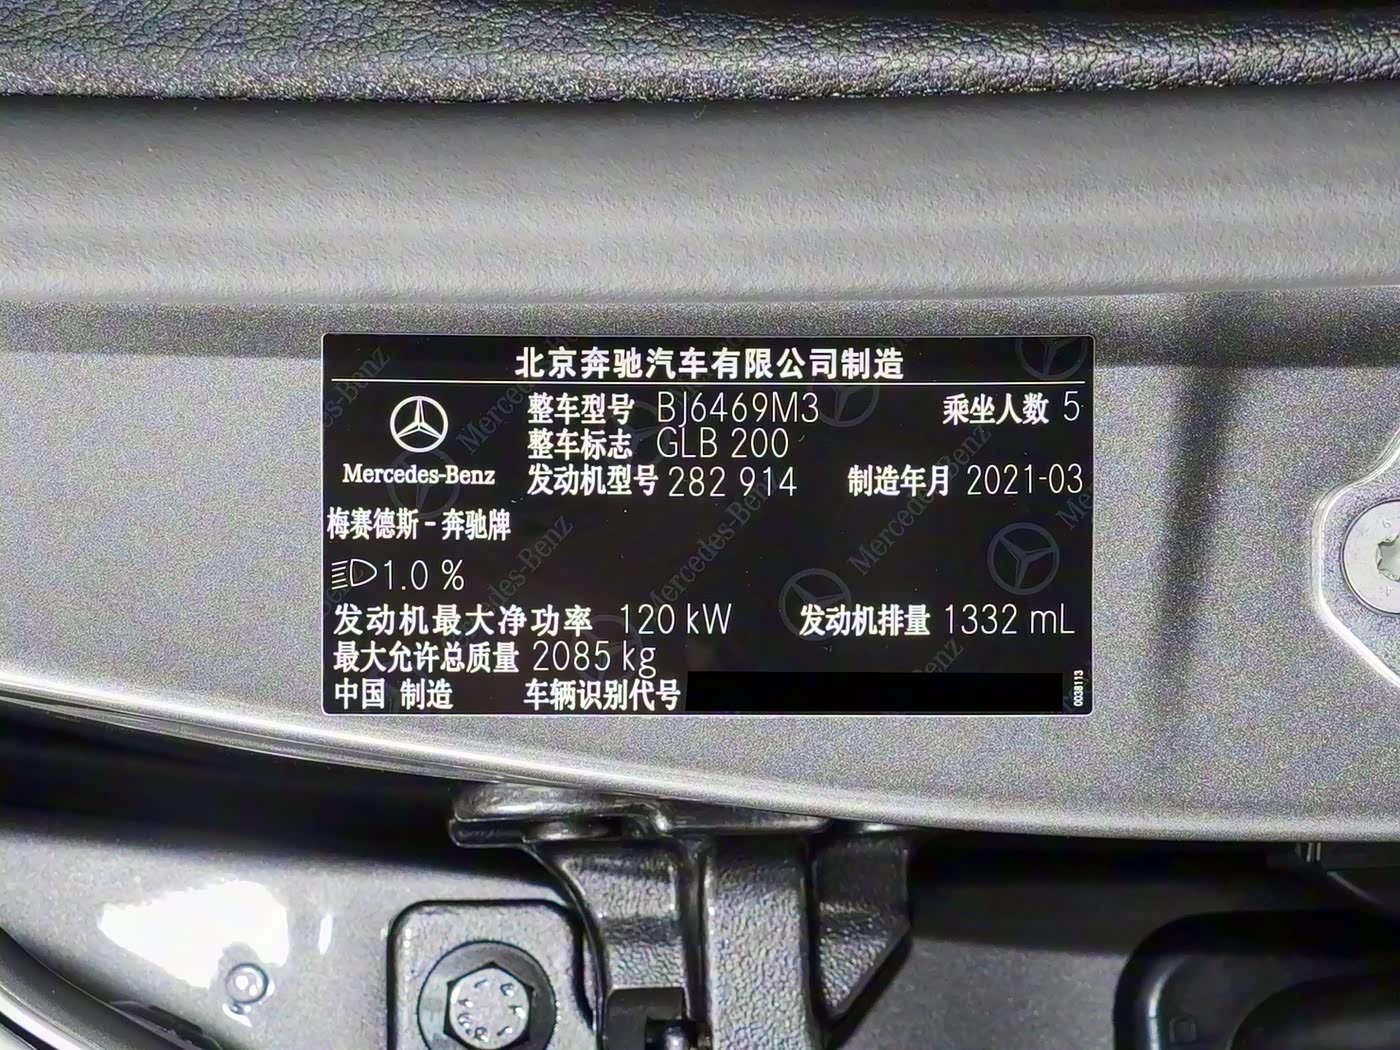 北京奔驰汽车有限公司制造
整车型号 BJ6469M3 乘坐人数 5
整车标志 GLB 200
Mercedes-Benz
发动机型号 282 914 制造年月 2021-03
梅赛德斯-奔驰牌
1.0 %
发动机最大净功率 120 kW 发动机排量 1332 mL
最大允许总质量 2085 kg
中国 制造 车辆识别代号
0038113